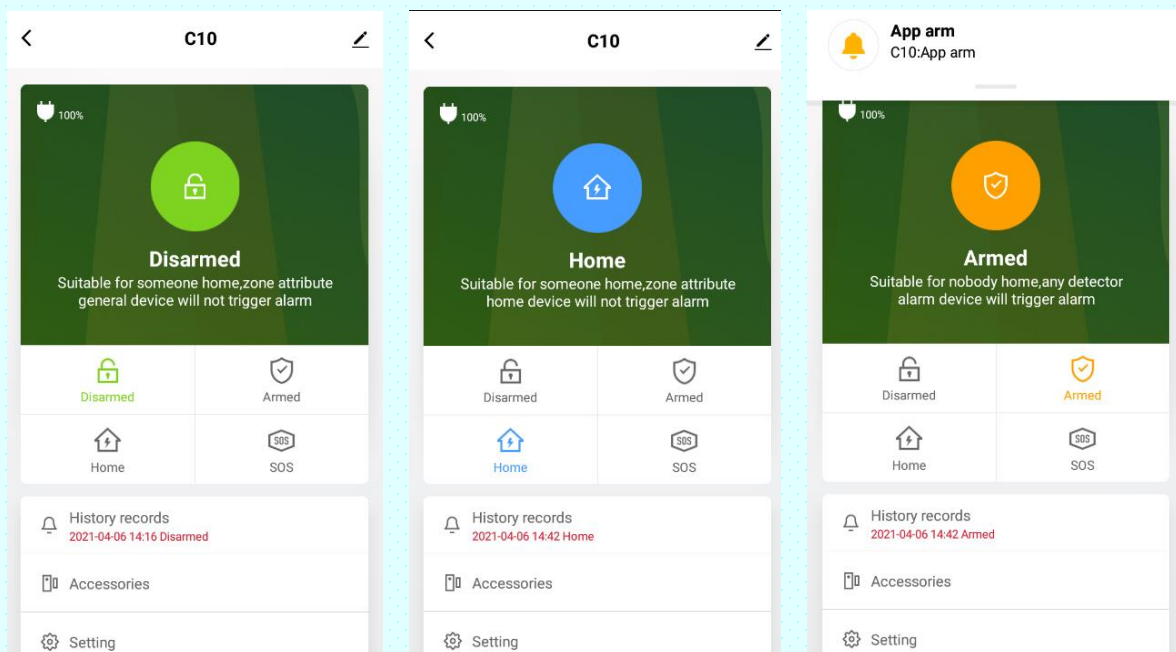 C10
100%
Disarmed
Suitable for someone home,zone attribute
general device will not trigger alarm
Disarmed
Armed
Home
SOS
History records
2021-04-06 14:16 Disarmed
Accessories
Setting
C10
100%
Home
Suitable for someone home,zone attribute
home device will not trigger alarm
Disarmed
Armed
Home
SOS
History records
2021-04-06 14:42 Home
Accessories
Setting
App arm
C10:App arm
100%
Armed
Suitable for nobody home,any detector
alarm device will trigger alarm
Disarmed
Armed
Home
SOS
History records
2021-04-06 14:42 Armed
Accessories
Setting